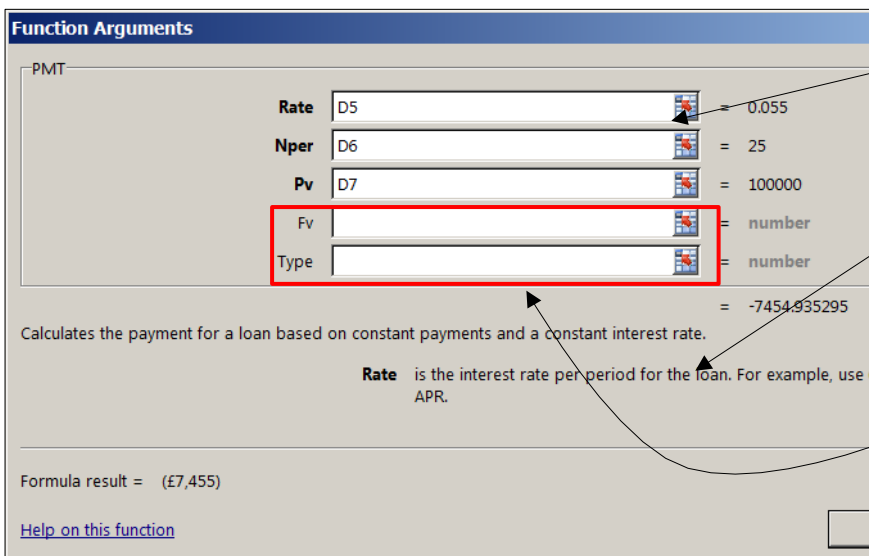 Function Arguments
PMT
Rate D5 = 0.055
Nper D6 = 25
Pv D7 = 100000
Fv = number
Type = number
= -7454.935295
Calculates the payment for a loan based on constant payments and a constant interest rate.
Rate is the interest rate per period for the loan. For example, use
APR.
Formula result = (£7,455)
Help on this function